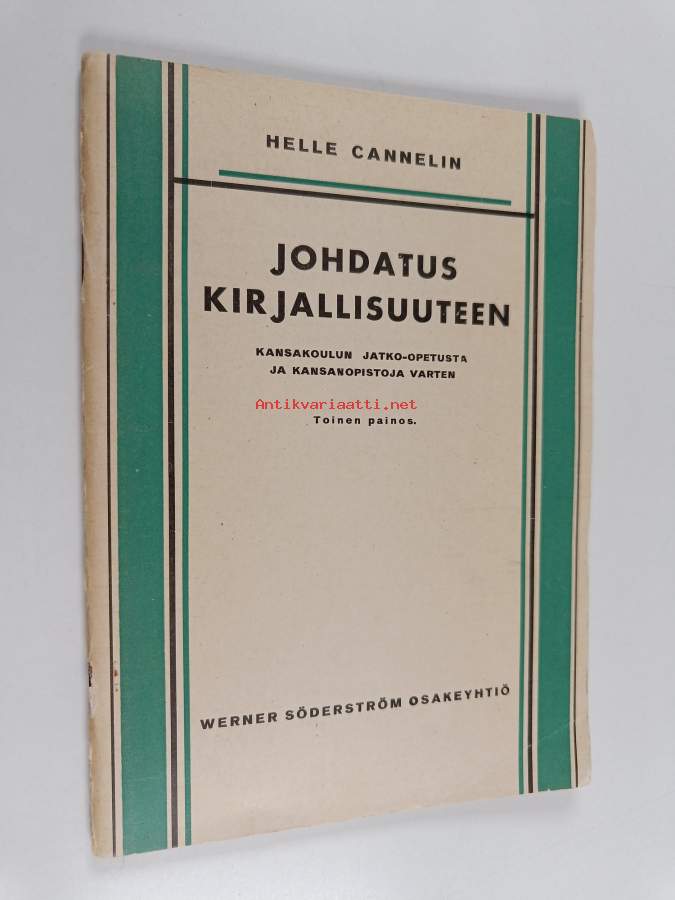 HELLE CANNELIN
JOHDATUS
KIRJALLISUUTEEN
KANSAKOULUN JATKO-OPETUSTA
JA KANSANOPISTOJA VARTEN
Antikvariaatti.net
Toinen painos.
WERNER SÖDERSTRÖM OSAKEYHTIÖ